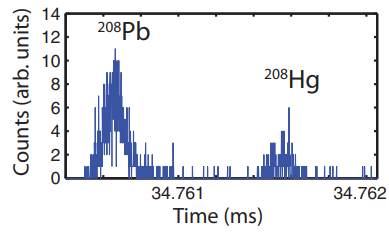 Counts (arb. units)
14
12
10
8
6
4
2
0
²⁰⁸Pb
²⁰⁸Hg
34.761
34.762
Time (ms)